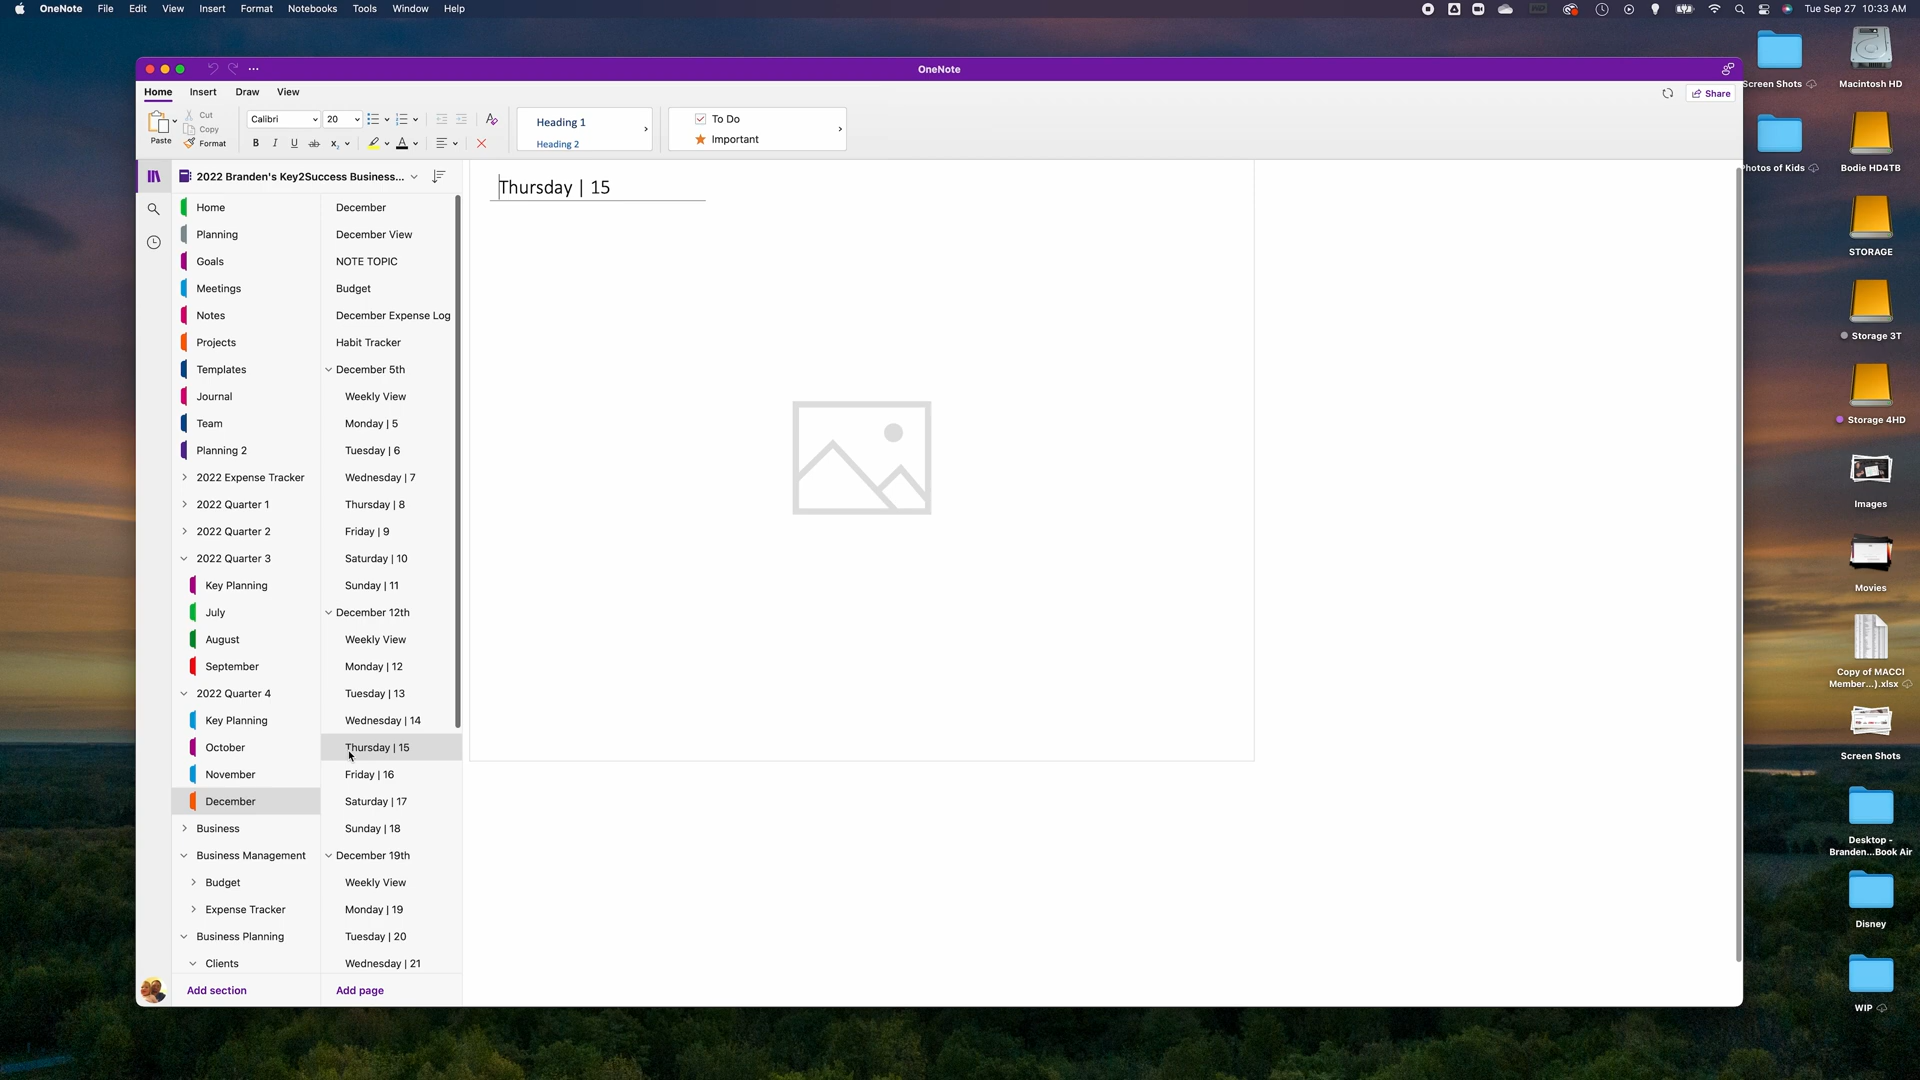 OneNote File Edit View Insert Format Notebooks Tools Window Help
Tue Sep 27 10:33 AM
OneNote
Home Insert Draw View
Share
Paste
Cut
Copy
Format
Calibri
20
B I U ab X₂ A
Heading 1
Heading 2
To Do
Important
2022 Branden's Key2Success Business...
Home
Planning
Goals
Meetings
Notes
Projects
Templates
Journal
Team
Planning 2
2022 Expense Tracker
2022 Quarter 1
2022 Quarter 2
2022 Quarter 3
Key Planning
July
August
September
2022 Quarter 4
Key Planning
October
November
December
Business
Business Management
Budget
Expense Tracker
Business Planning
Clients
Add section
December
December View
NOTE TOPIC
Budget
December Expense Log
Habit Tracker
December 5th
Weekly View
Monday | 5
Tuesday | 6
Wednesday | 7
Thursday | 8
Friday | 9
Saturday | 10
Sunday | 11
December 12th
Weekly View
Monday | 12
Tuesday | 13
Wednesday | 14
Thursday | 15
Friday | 16
Saturday | 17
Sunday | 18
December 19th
Weekly View
Monday | 19
Tuesday | 20
Wednesday | 21
Add page
Thursday | 15
Screen Shots
Photos of Kids
Macintosh HD
Bodie HD4TB
STORAGE
Storage 3T
Storage 4HD
Images
Movies
Copy of MACCI
Member...).xlsx
Screen Shots
Desktop -
Branden...Book Air
Disney
WIP